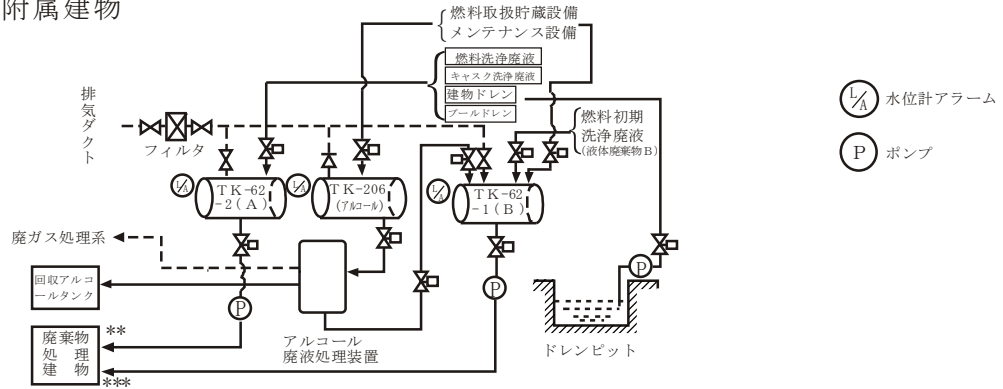 附属建物
燃料取扱貯蔵設備
メンテナンス設備
燃料洗浄廃液
キャスク洗浄廃液
建物ドレン
プールドレン
排気ダクト
フィルタ
燃料初期
洗浄廃液
(液体廃棄物B)
L/A 水位計アラーム
P ポンプ
L/A
TK-62
-2(A)
L/A
TK-206
(アルコール)
L/A
TK-62
-1(B)
廃ガス処理系
回収アルコ
ールタンク
P
P
P
廃棄物
処 理
建 物
**
***
アルコール
廃液処理装置
ドレンピット